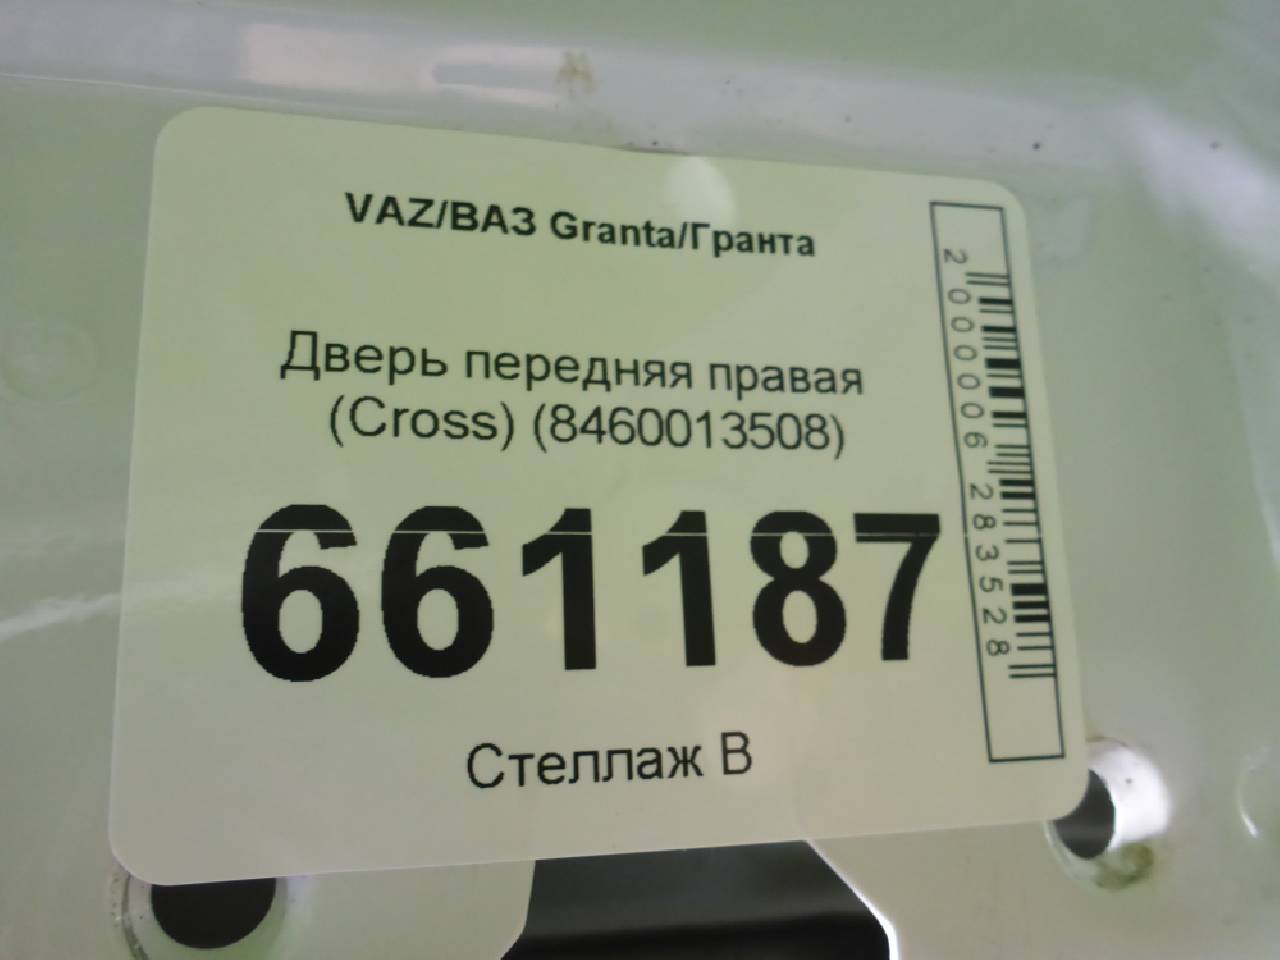 VAZ/ВАЗ Granta/Гранта
Дверь передняя правая
(Cross) (8460013508)
661187
Стеллаж В
2000006283528